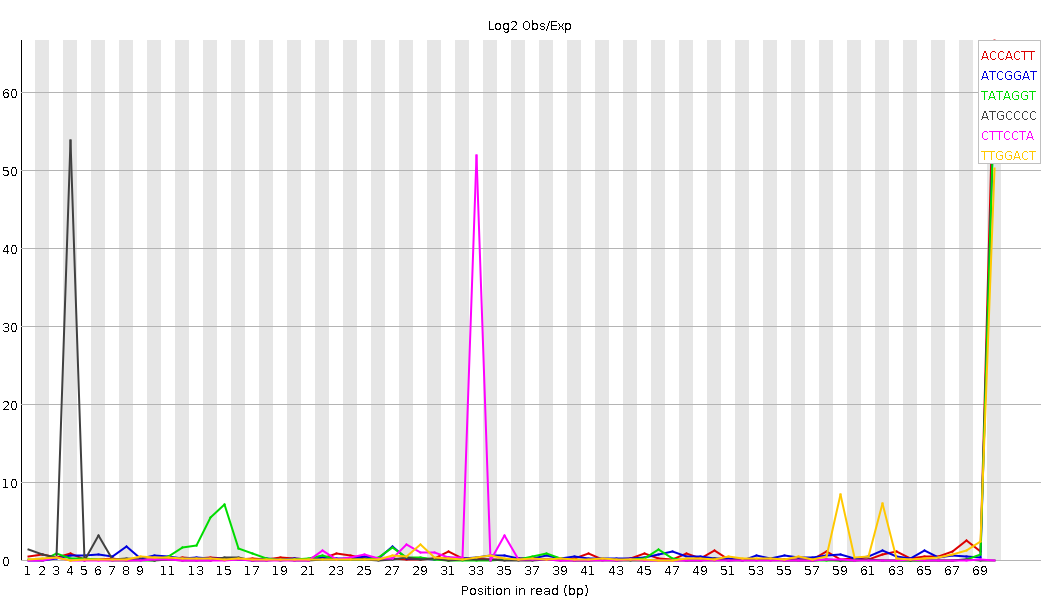 Log2 Obs/Exp
ACCACTT
ATCGGAT
TATAGGT
ATGCCCC
CTTCCTA
TTGGACT
60
50
40
30
20
10
0
1 2 3 4 5 6 7 8 9 11 13 15 17 19 21 23 25 27 29 31 33 35 37 39 41 43 45 47 49 51 53 55 57 59 61 63 65 67 69
Position in read (bp)